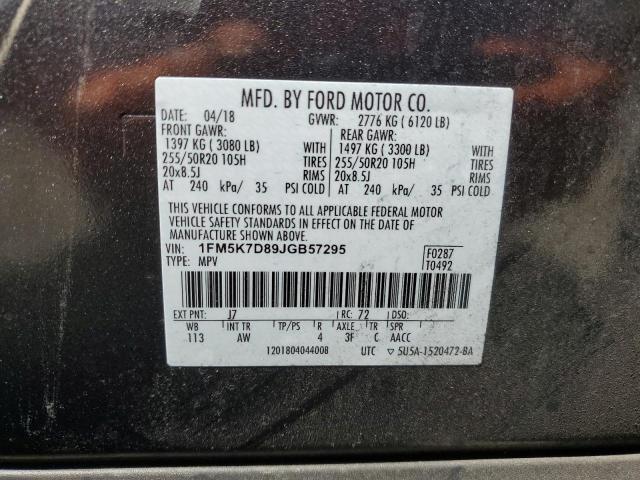 MFD. BY FORD MOTOR CO.
DATE: 04/18 GVWR: 2776 KG ( 6120 LB)
FRONT GAWR: REAR GAWR:
1397 KG ( 3080 LB) 1497 KG ( 3300 LB)
255/50R20 105H TIRES 255/50R20 105H TIRES
20x8.5J RIMS 20x8.5J RIMS
AT 240 kPa/ 35 PSI COLD AT 240 kPa/ 35 PSI COLD
THIS VEHICLE CONFORMS TO ALL APPLICABLE FEDERAL MOTOR
VEHICLE SAFETY STANDARDS IN EFFECT ON THE DATE OF
MANUFACTURE SHOWN ABOVE.
VIN: 1FM5K7D89JGB57295
TYPE: MPV
F0287
T0492
EXT PNT: J7 RC: 72 DSO:
WB INT TR TP/PS R AXLE TR SPR
113 AW 4 3F C AACC
1201804044008 UTC ▽ 5U5A-1520472-BA